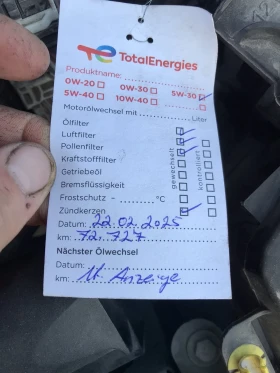 TotalEnergies
Produktname:
0W-20 ☐ 0W-30 ☐ 5W-30 ☑
5W-40 ☐ 10W-40 ☐ ☐
Motorölwechsel mit Liter
Ölfilter
Luftfilter
Pollenfilter
Kraftstofffilter
Getriebeöl
Bremsflüssigkeit
Frostschutz – °C
Zündkerzen
gewechselt
kontrolliert
Datum: 22.02.2025
km: 72.727
Nächster Ölwechsel
Datum:
km: lt. Anzeige